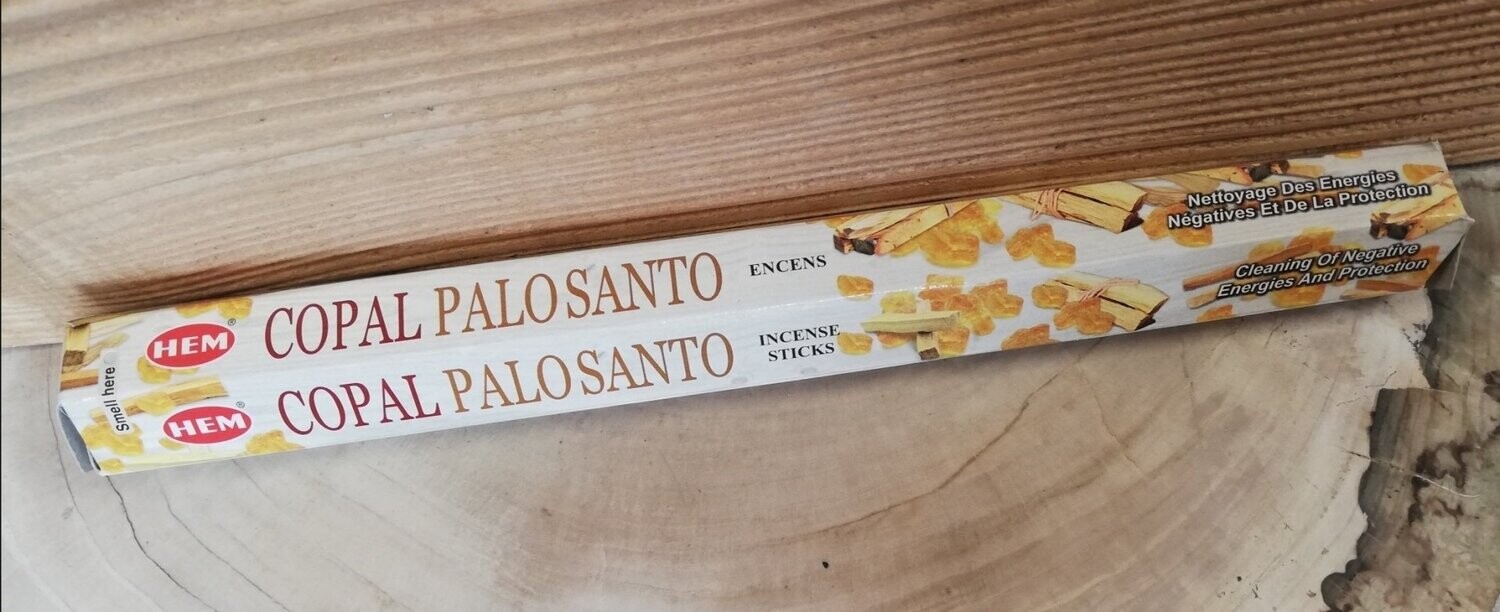 Smell here
HEM®
COPAL PALO SANTO
ENCENS
Nettoyage Des Energies
Négatives Et De La Protection
HEM®
COPAL PALO SANTO
INCENSE
STICKS
Cleaning Of Negative
Energies And Protection